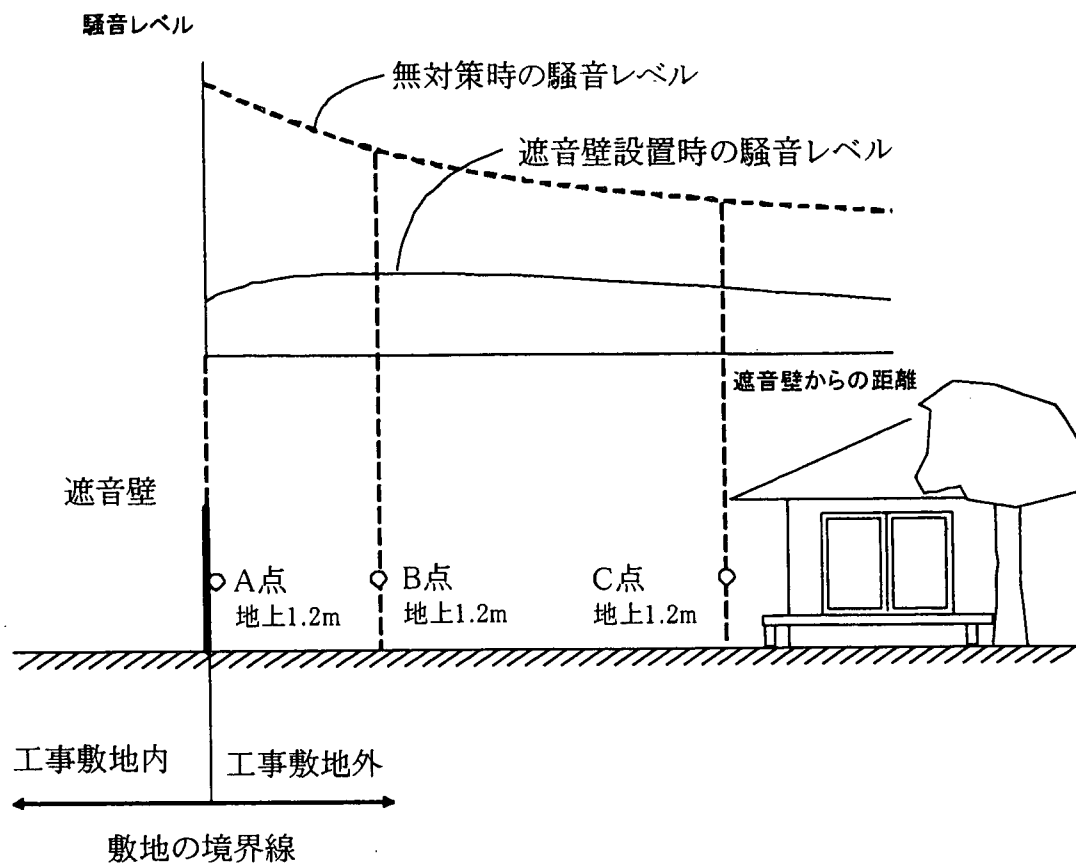 騒音レベル
無対策時の騒音レベル
遮音壁設置時の騒音レベル
遮音壁からの距離
遮音壁
A点
地上1.2m
B点
地上1.2m
C点
地上1.2m
工事敷地内
工事敷地外
敷地の境界線